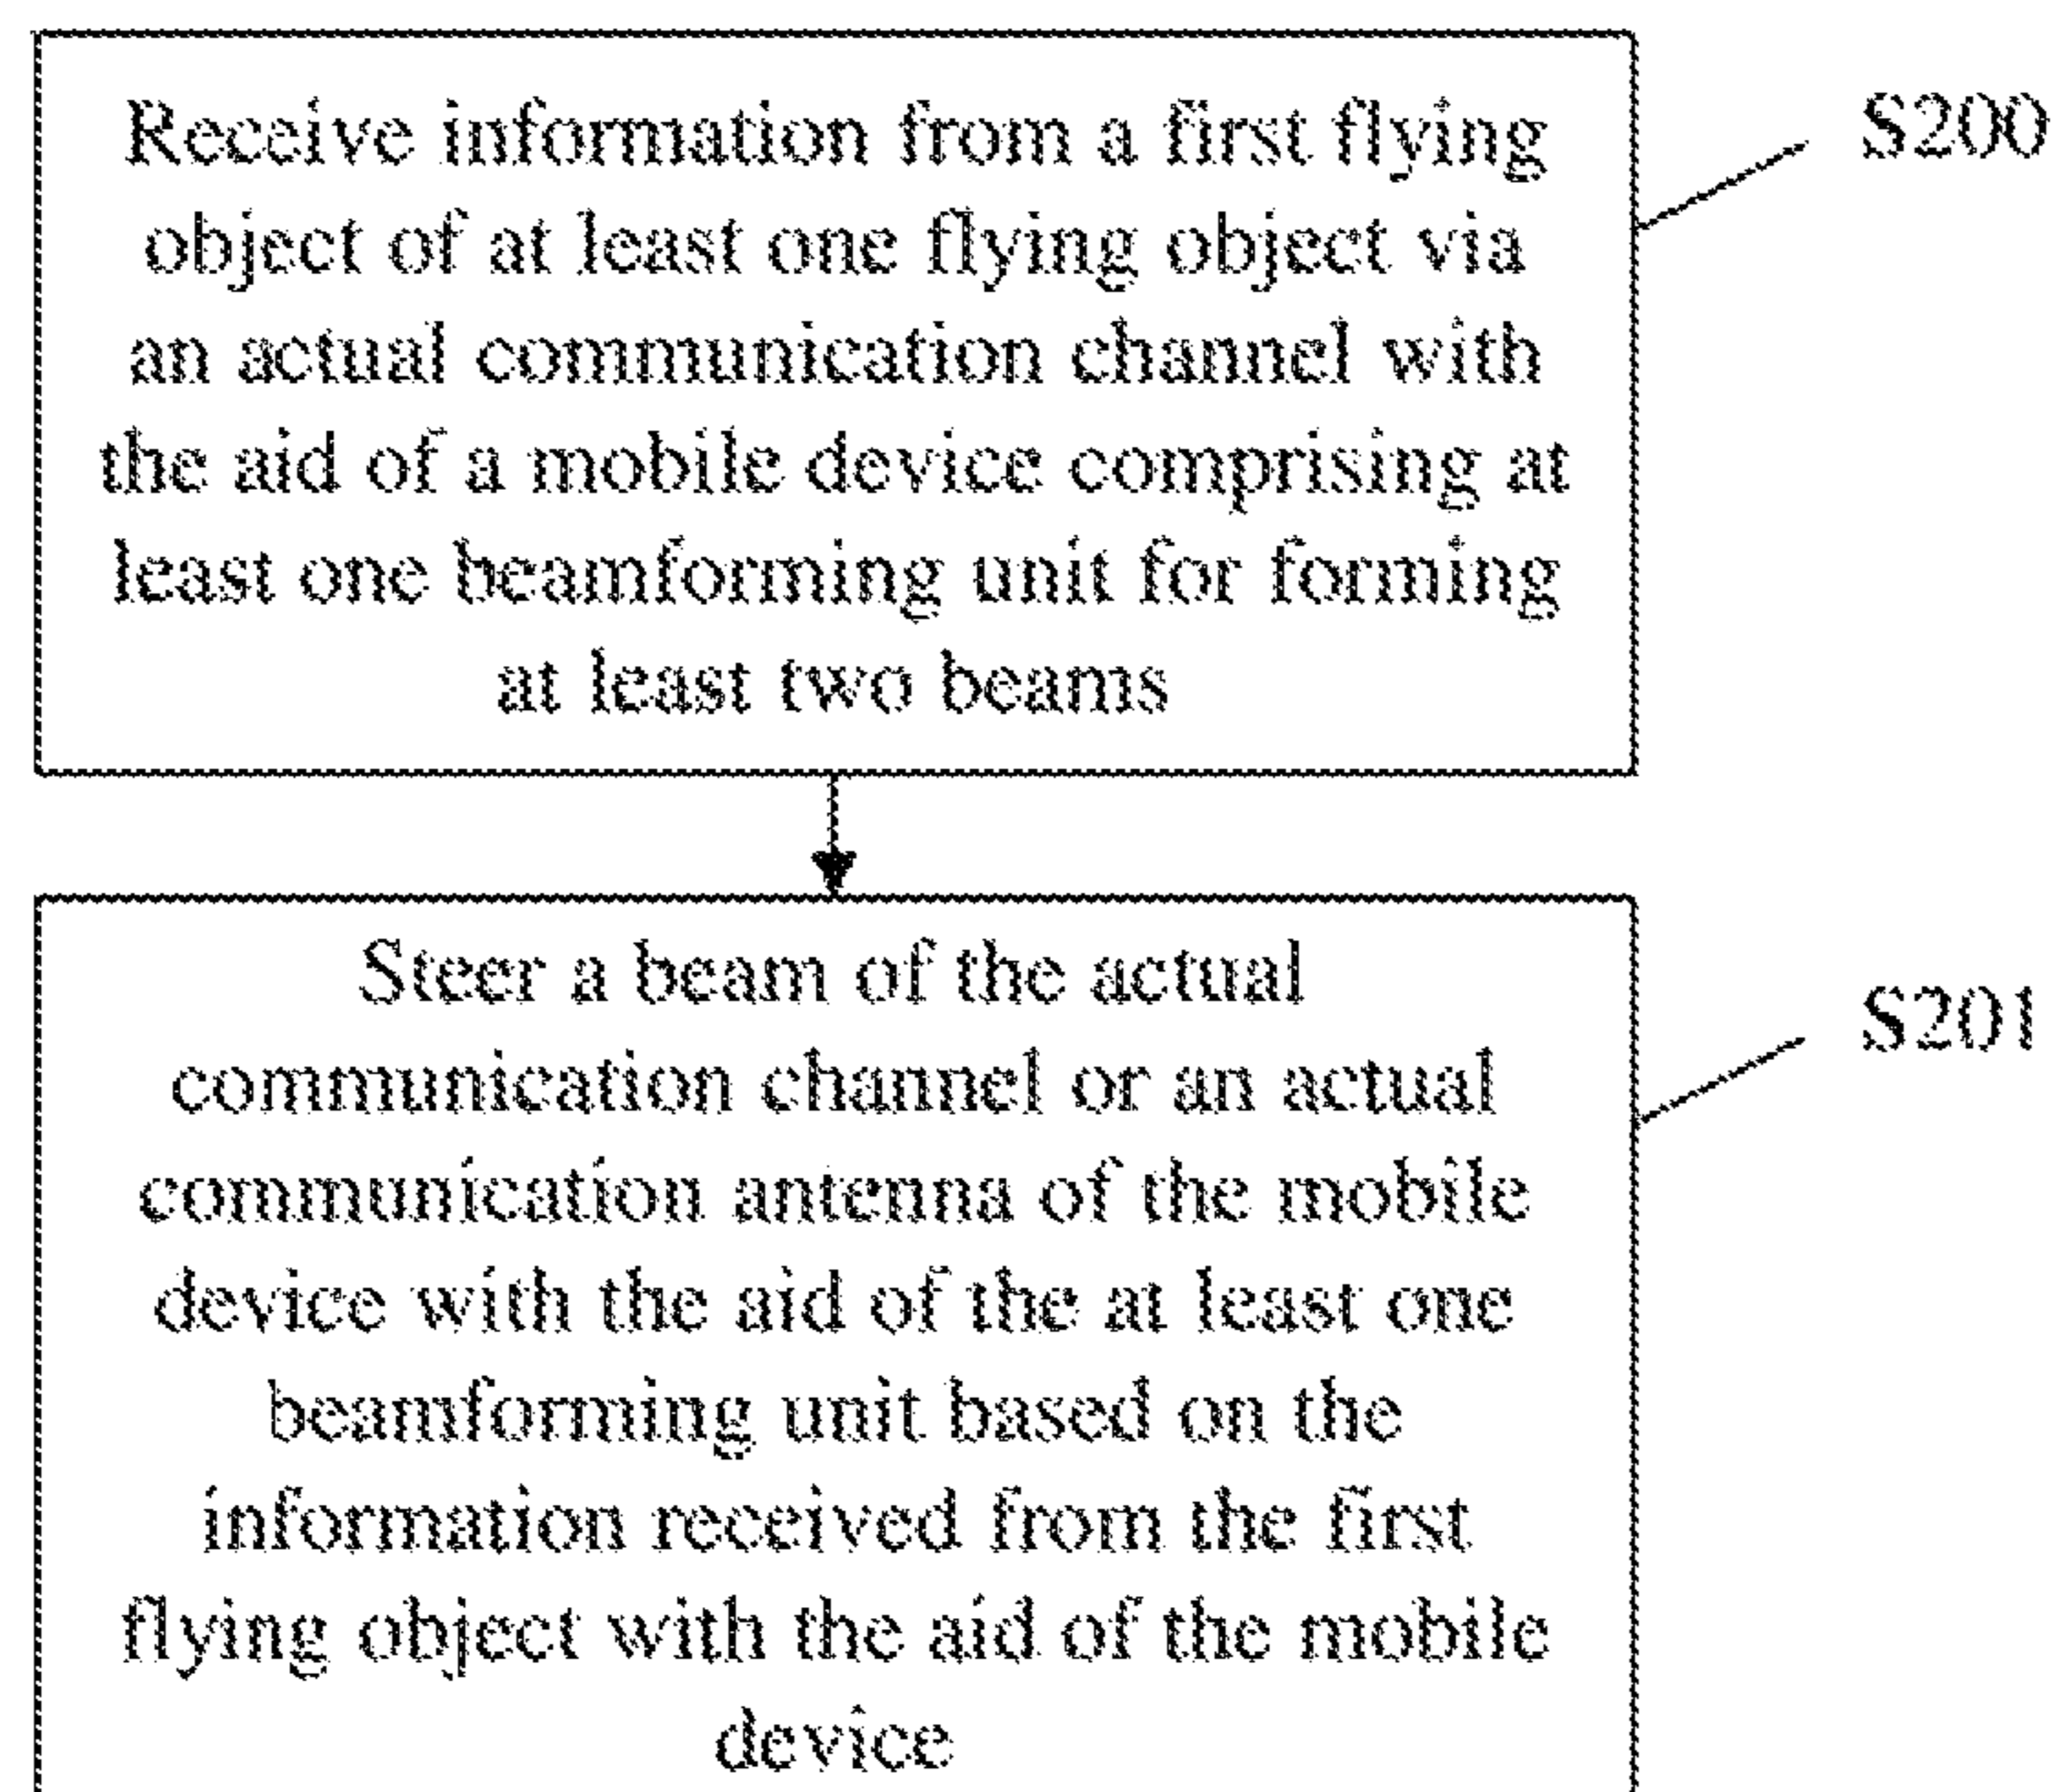 Receive information from a first flying
object of at least one flying object via
an actual communication channel with
the aid of a mobile device comprising at
least one beamforming unit for forming
at least two beams
S200
Steer a beam of the actual
communication channel or an actual
communication antenna of the mobile
device with the aid of the at least one
beamforming unit based on the
information received from the first
flying object with the aid of the mobile
device
S201